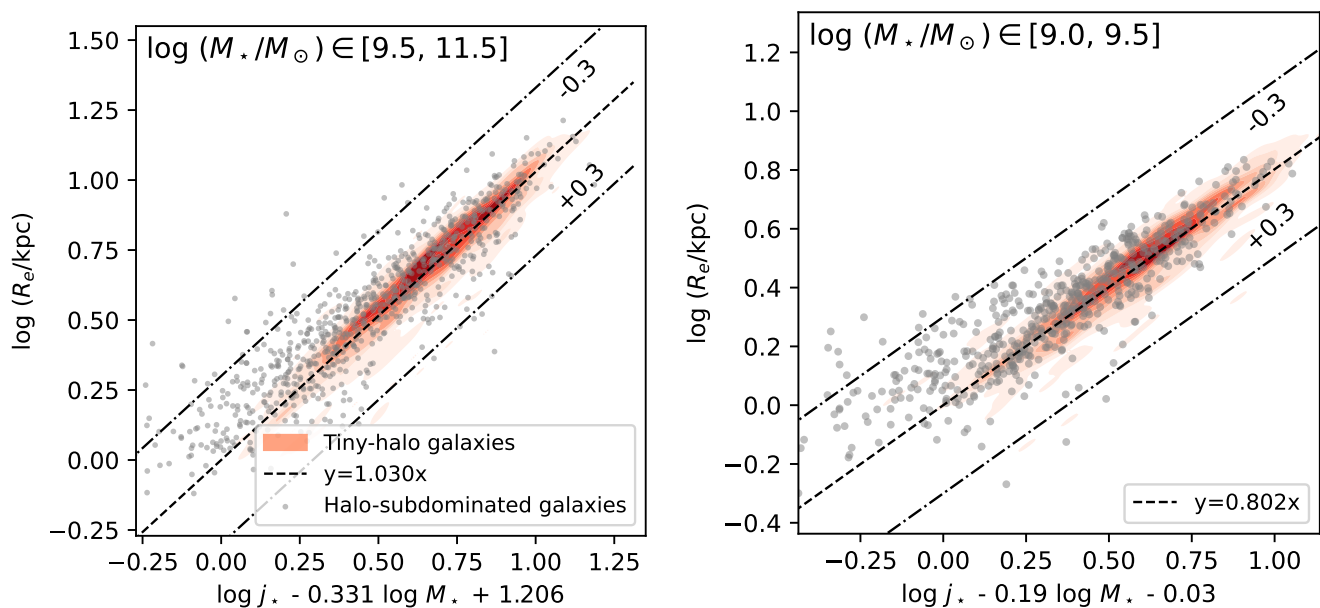 log (M⋆/M⊙) ∈ [9.5, 11.5]
-0.3
+0.3
1.50
1.25
1.00
0.75
0.50
0.25
0.00
−0.25
log (Re/kpc)
Tiny-halo galaxies
y=1.030x
Halo-subdominated galaxies
−0.25 0.00 0.25 0.50 0.75 1.00 1.25
log j⋆ - 0.331 log M⋆ + 1.206
log (M⋆/M⊙) ∈ [9.0, 9.5]
-0.3
+0.3
1.2
1.0
0.8
0.6
0.4
0.2
0.0
−0.2
−0.4
log (Re/kpc)
y=0.802x
−0.25 0.00 0.25 0.50 0.75 1.00
log j⋆ - 0.19 log M⋆ - 0.03